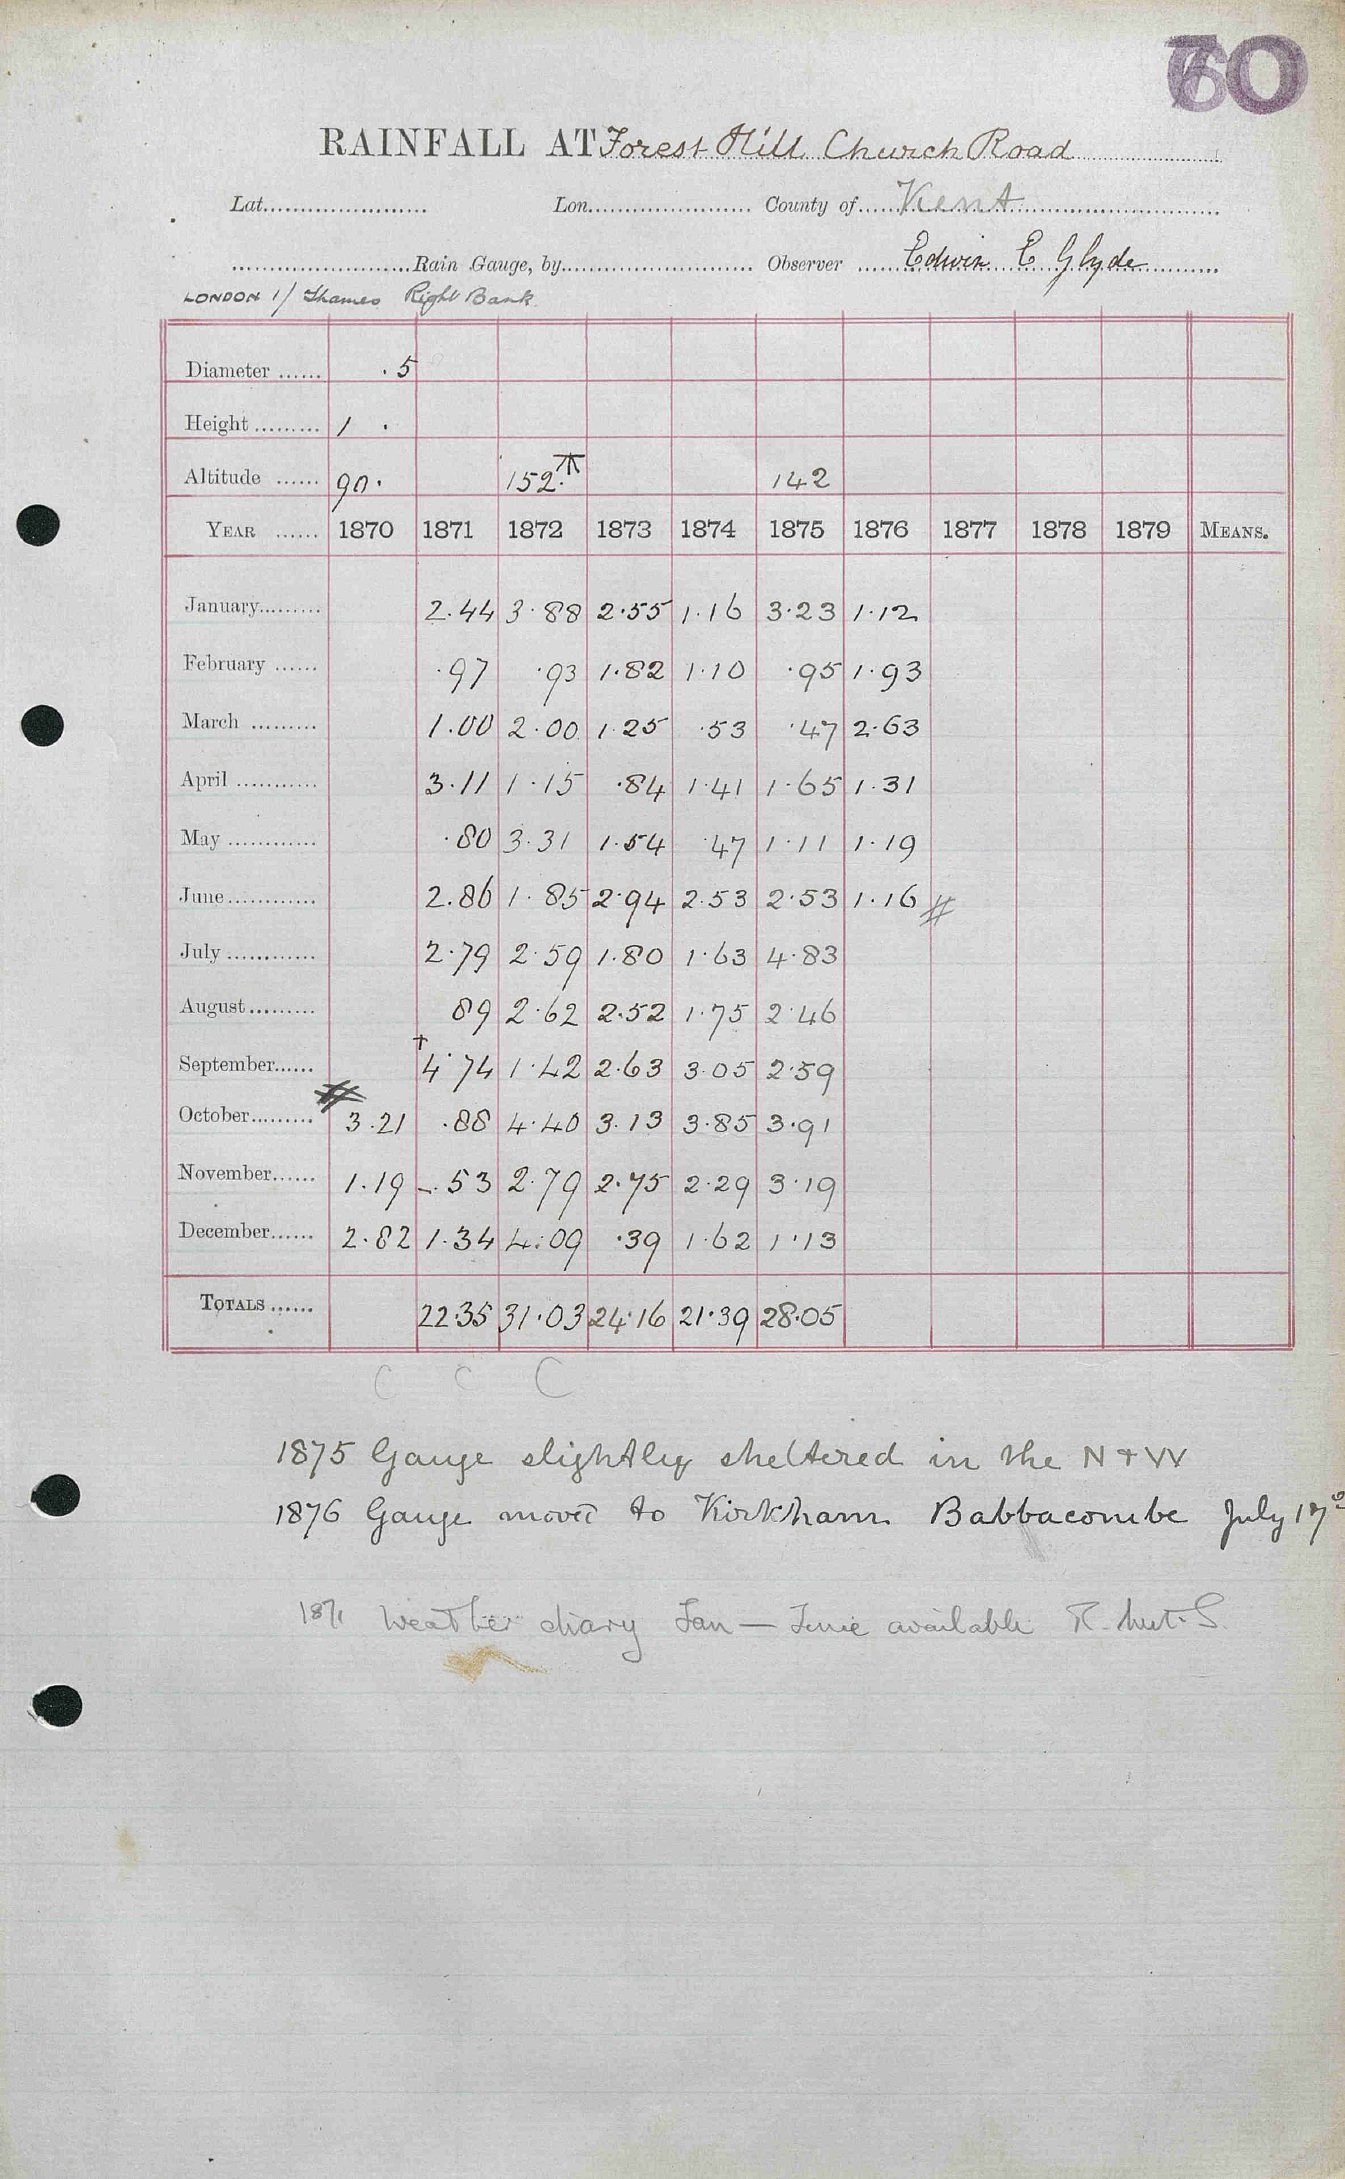 60
RAINFALL AT Forest Hill Church Road
Lat. Lon. County of Kent
Rain Gauge, by Observer Edwin E Glyde
LONDON 1/ Thames Right Bank
Diameter ...... .5
Height ......... 1 .
Altitude ...... 90. 152. 142
YEAR ...... 1870 1871 1872 1873 1874 1875 1876 1877 1878 1879 MEANS.
January......... 2.44 3.88 2.55 1.16 3.23 1.12
February ...... .97 .93 1.82 1.10 .95 1.93
March ......... 1.00 2.00 1.25 .53 .47 2.63
April ........... 3.11 1.15 .84 1.41 1.65 1.31
May ............ .80 3.31 1.54 .47 1.11 1.19
June............ 2.86 1.85 2.94 2.53 2.53 1.16
July ............ 2.79 2.59 1.80 1.63 4.83
August......... 89 2.62 2.52 1.75 2.46
September...... 4.74 1.42 2.63 3.05 2.59
October......... 3.21 .88 4.40 3.13 3.85 3.91
November...... 1.19 .53 2.79 2.75 2.29 3.19
December...... 2.82 1.34 4.09 .39 1.62 1.13
TOTALS ...... 22.35 31.03 24.16 21.39 28.05
C C C
1875 Gauge slightly sheltered in the N + W
1876 Gauge moved to Kirkham Babbacombe July 17
1871 Weather diary Jan — June available R. Met. S.